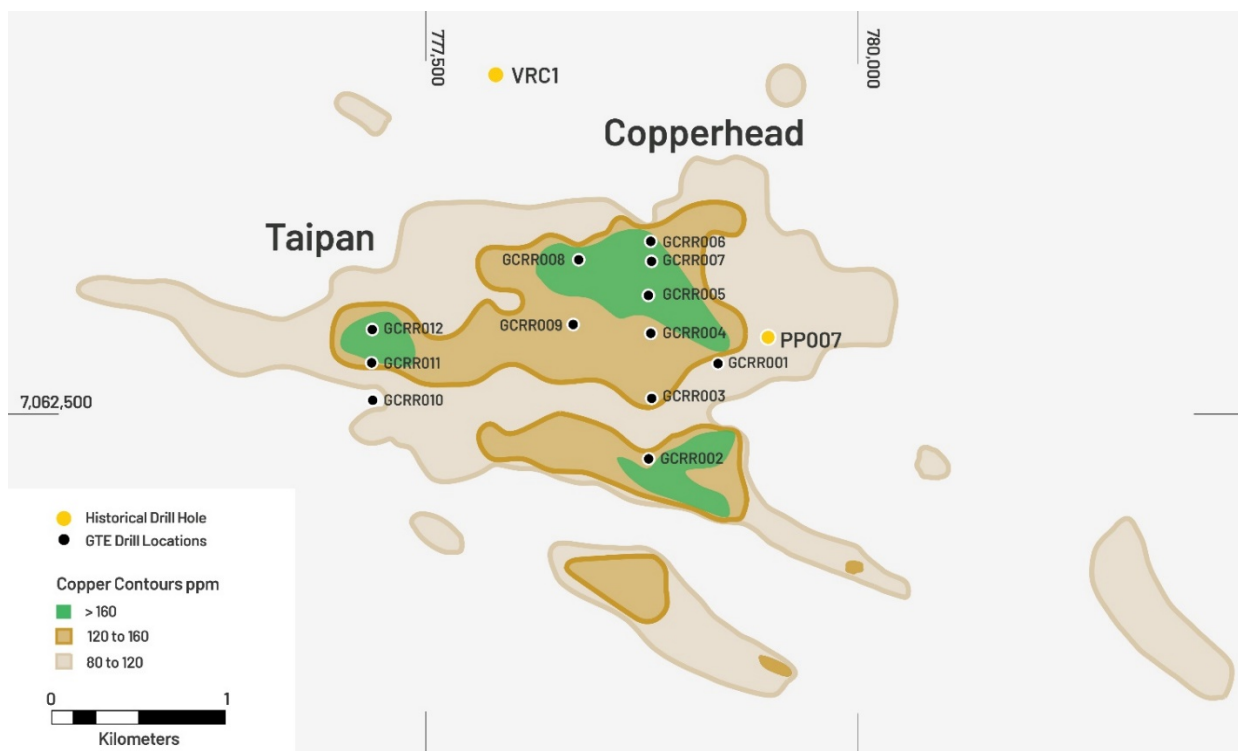 777,500
780,000
VRC1
Copperhead
Taipan
GCRR006
GCRR008
GCRR007
GCRR005
GCRR012
GCRR009
GCRR004
PP007
GCRR011
GCRR001
GCRR010
GCRR003
7,062,500
GCRR002
Historical Drill Hole
GTE Drill Locations
Copper Contours ppm
> 160
120 to 160
80 to 120
0 1
Kilometers